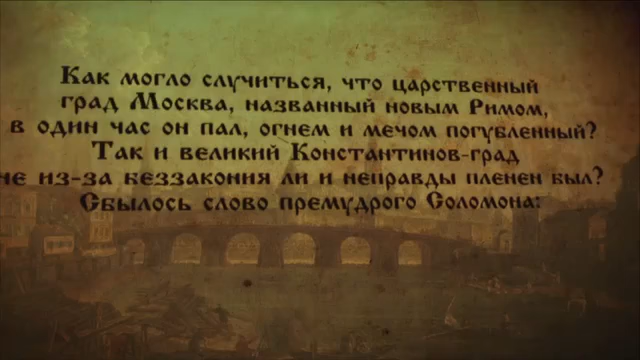 Как могло случиться, что царственный
град Москва, названный новым Римом,
в один час он пал, огнем и мечом погубленный?
Так и великий Константинов-град
не из-за беззакония ли и неправды пленен был?
Сбылось слово премудрого Соломона: